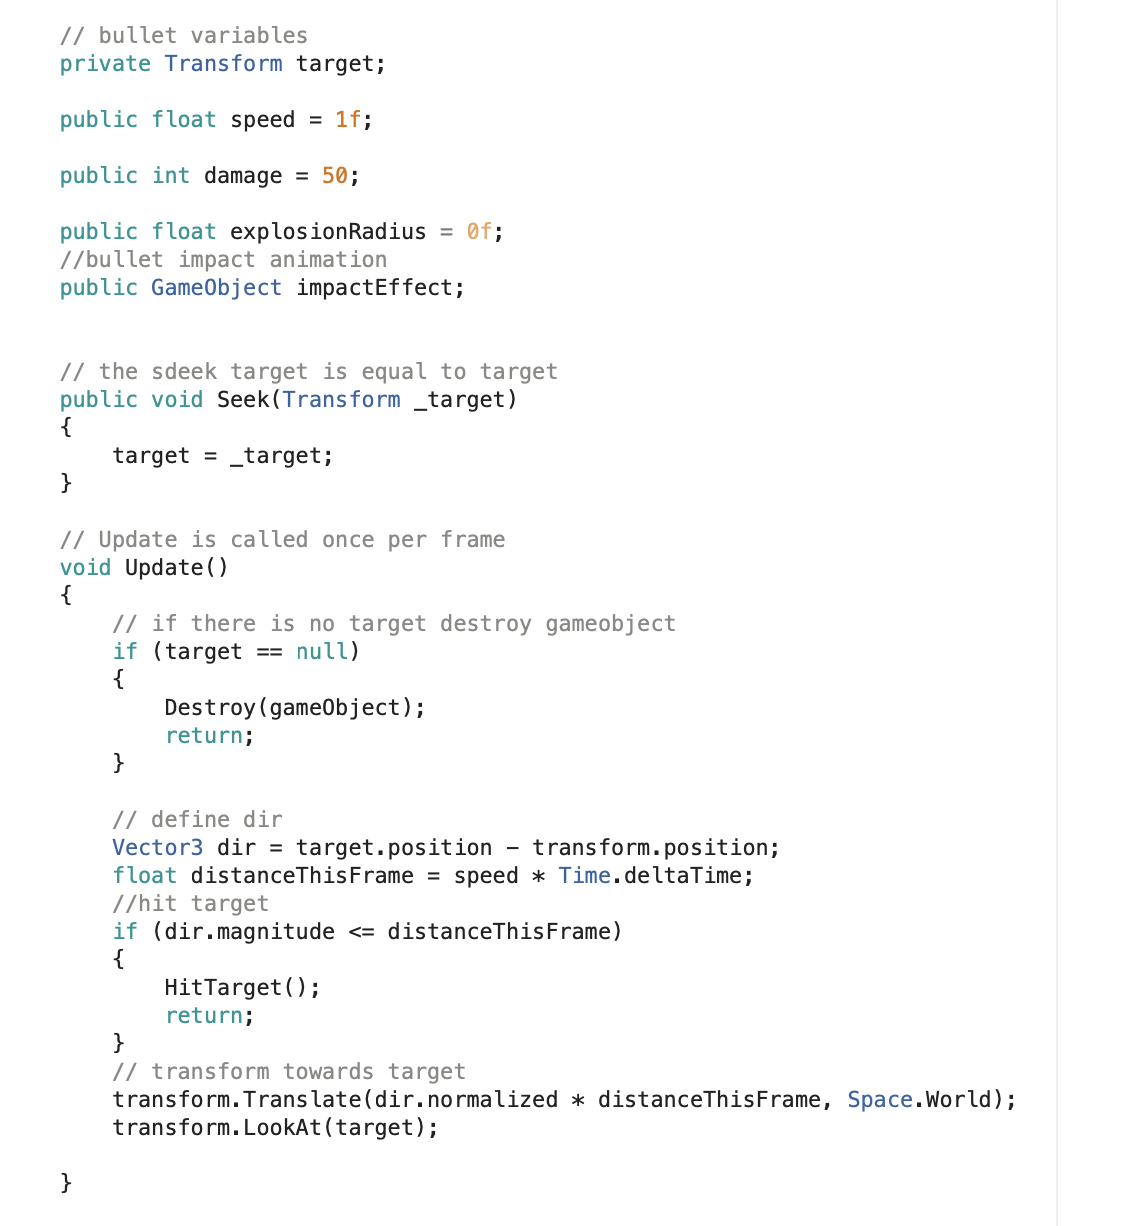 // bullet variables
private Transform target;
public float speed = 1f;
public int damage = 50;
public float explosionRadius = 0f;
//bullet impact animation
public GameObject impactEffect;
// the sdeek target is equal to target
public void Seek(Transform _target)
{
    target = _target;
}
// Update is called once per frame
void Update()
{
    // if there is no target destroy gameobject
    if (target == null)
    {
        Destroy(gameObject);
        return;
    }
    // define dir
    Vector3 dir = target.position - transform.position;
    float distanceThisFrame = speed * Time.deltaTime;
    //hit target
    if (dir.magnitude <= distanceThisFrame)
    {
        HitTarget();
        return;
    }
    // transform towards target
    transform.Translate(dir.normalized * distanceThisFrame, Space.World);
    transform.LookAt(target);
}